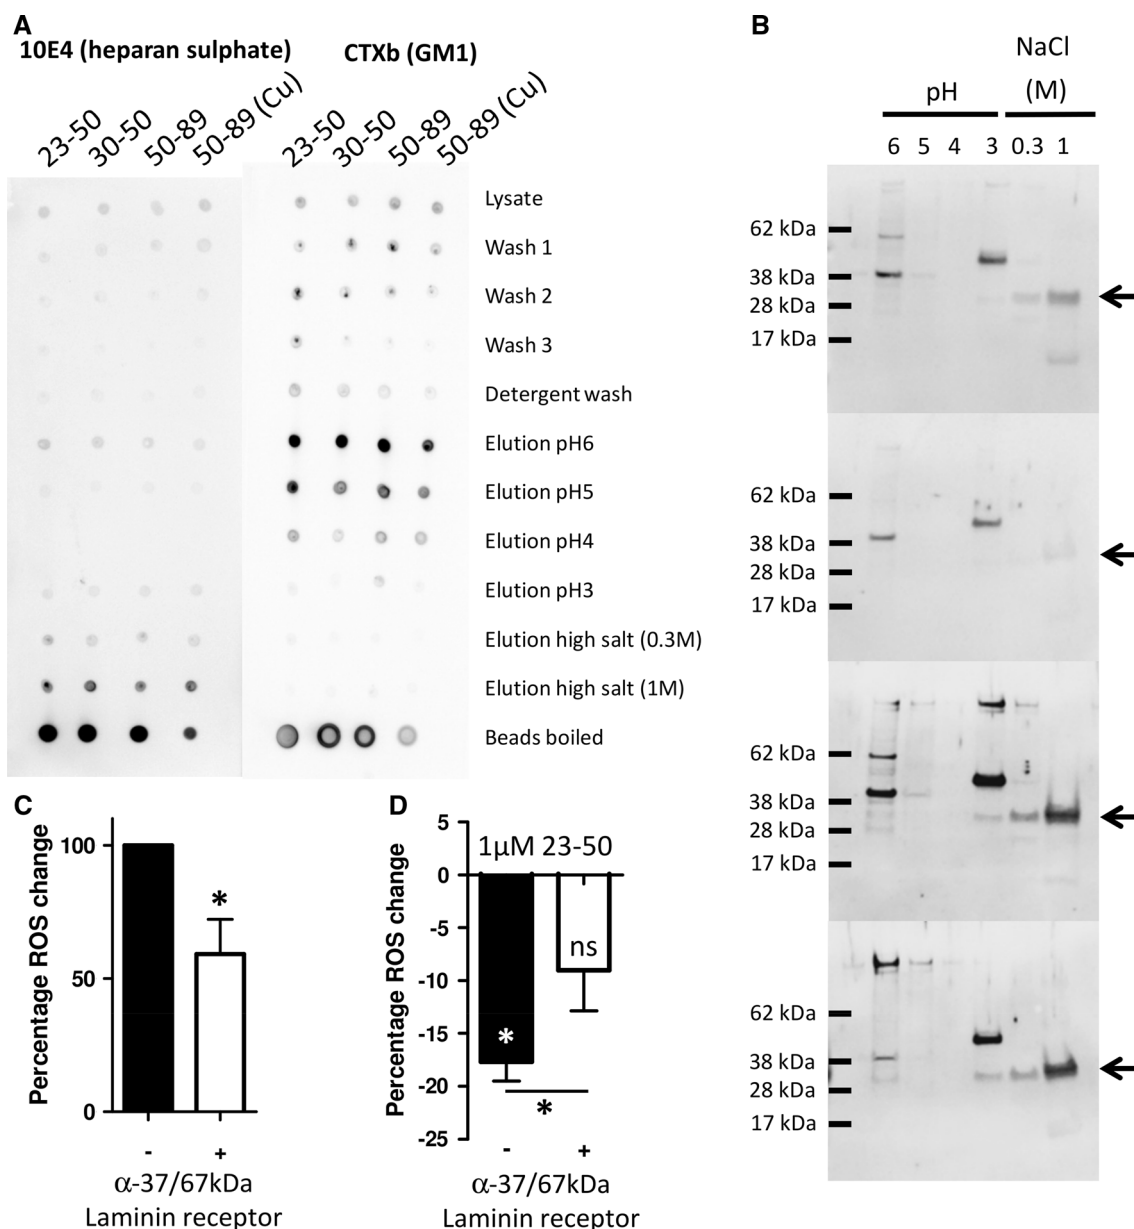 A
10E4 (heparan sulphate)
CTXb (GM1)
23-50
30-50
50-89
50-89 (Cu)
23-50
30-50
50-89
50-89 (Cu)
Lysate
Wash 1
Wash 2
Wash 3
Detergent wash
Elution pH6
Elution pH5
Elution pH4
Elution pH3
Elution high salt (0.3M)
Elution high salt (1M)
Beads boiled
B
pH
NaCl
(M)
6 5 4 3 0.3 1
62 kDa
38 kDa
28 kDa
17 kDa
62 kDa
38 kDa
28 kDa
17 kDa
62 kDa
38 kDa
28 kDa
17 kDa
62 kDa
38 kDa
28 kDa
17 kDa
C
Percentage ROS change
100
50
0
*
- +
α-37/67kDa
Laminin receptor
D
Percentage ROS change
5
0
-5
-10
-15
-20
-25
1µM 23-50
ns
*
*
- +
α-37/67kDa
Laminin receptor